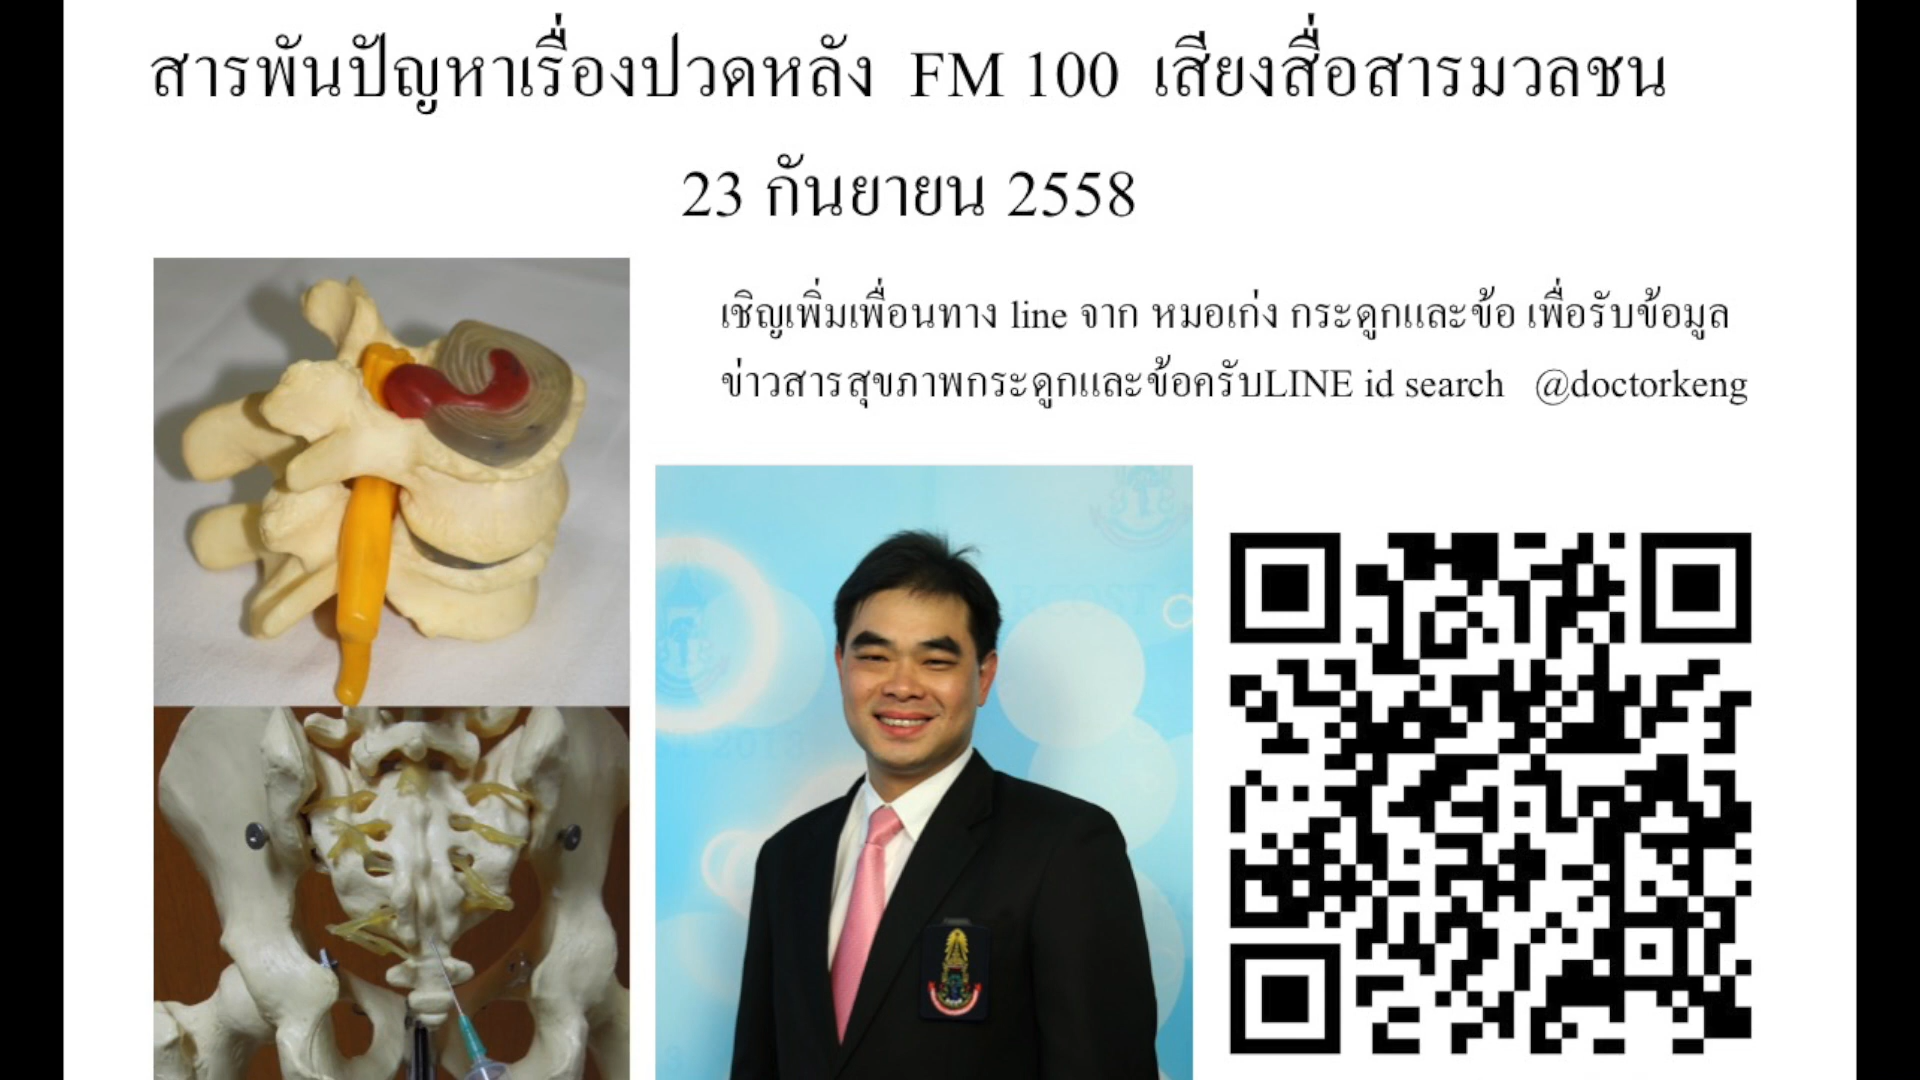 สารพันปัญหาเรื่องปวดหลัง FM 100 เสียงสื่อสารมวลชน
23 กันยายน 2558
เชิญเพิ่มเพื่อนทาง line จาก หมอเก่ง กระดูกและข้อ เพื่อรับข้อมูล
ข่าวสารสุขภาพกระดูกและข้อครับLINE id search @doctorkeng